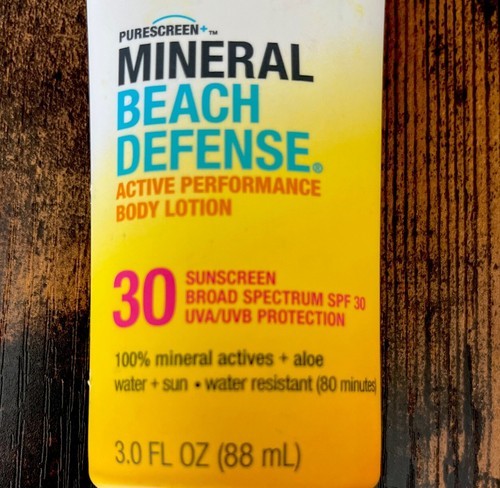 PURESCREEN+™
MINERAL
BEACH
DEFENSE®
ACTIVE PERFORMANCE
BODY LOTION
30 SUNSCREEN
BROAD SPECTRUM SPF 30
UVA/UVB PROTECTION
100% mineral actives + aloe
water + sun • water resistant (80 minutes
3.0 FL OZ (88 mL)